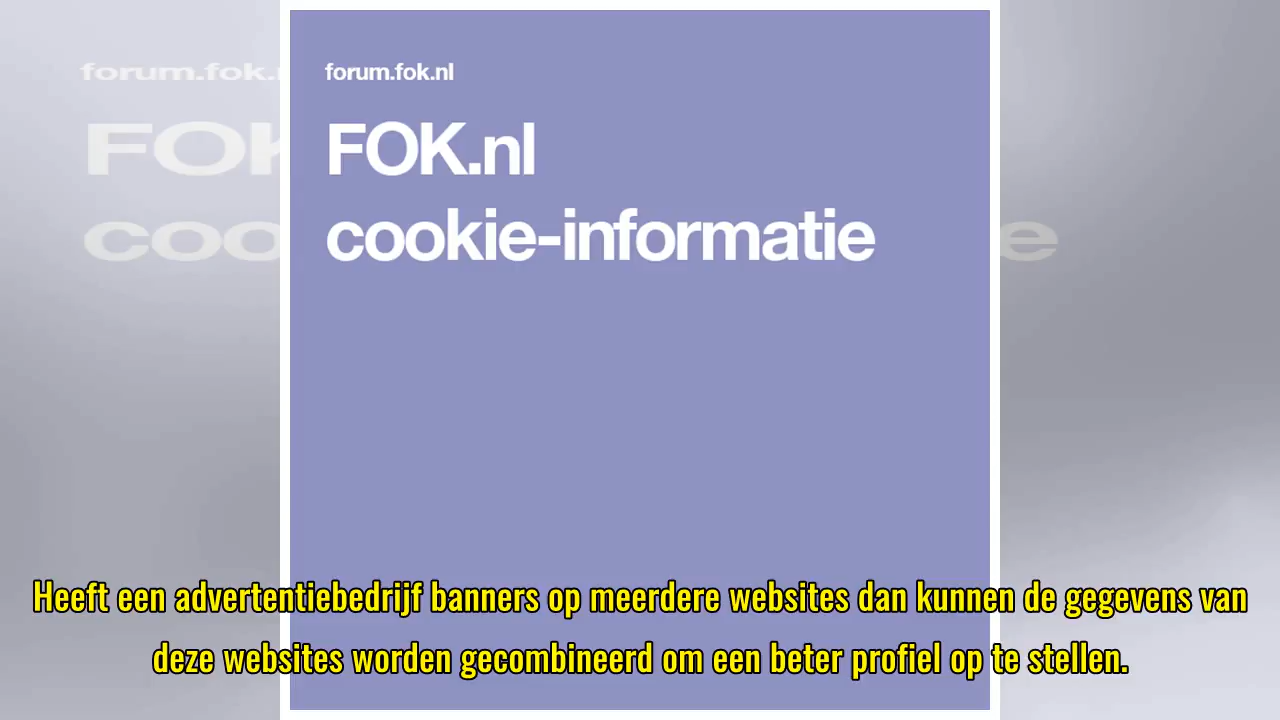 forum.fok.nl
FOK.nl
cookie-informatie
Heeft een advertentiebedrijf banners op meerdere websites dan kunnen de gegevens van
deze websites worden gecombineerd om een beter profiel op te stellen.